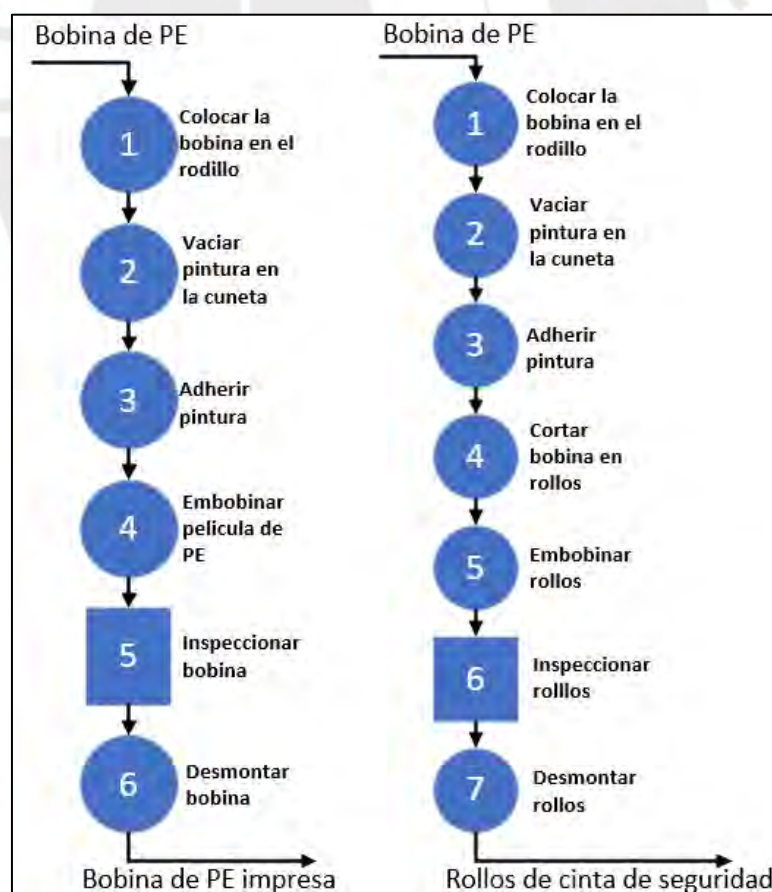 Bobina de PE
1
Colocar la
bobina en el
rodillo
2
Vaciar
pintura en
la cuneta
3
Adherir
pintura
4
Embobinar
pelicula de
PE
5
Inspeccionar
bobina
6
Desmontar
bobina
Bobina de PE impresa
Bobina de PE
1
Colocar la
bobina en el
rodillo
2
Vaciar
pintura en
la cuneta
3
Adherir
pintura
4
Cortar
bobina en
rollos
5
Embobinar
rollos
6
Inspeccionar
rolllos
7
Desmontar
rollos
Rollos de cinta de seguridad